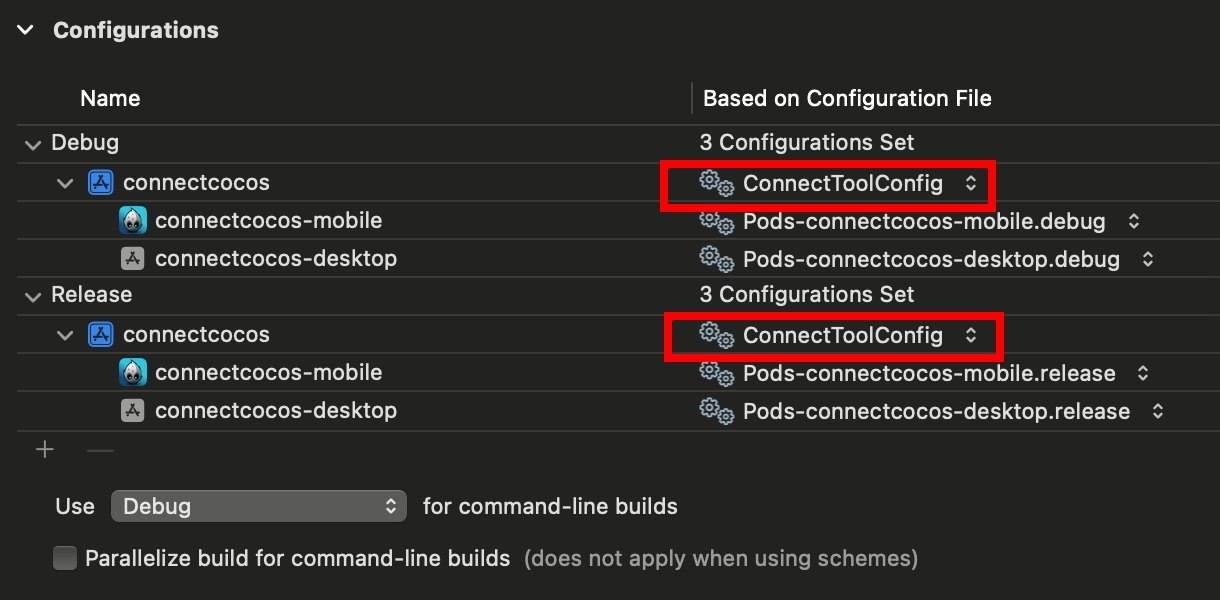 Configurations
Name Based on Configuration File
Debug 3 Configurations Set
connectcocos ConnectToolConfig
connectcocos-mobile Pods-connectcocos-mobile.debug
connectcocos-desktop Pods-connectcocos-desktop.debug
Release 3 Configurations Set
connectcocos ConnectToolConfig
connectcocos-mobile Pods-connectcocos-mobile.release
connectcocos-desktop Pods-connectcocos-desktop.release
Use Debug for command-line builds
Parallelize build for command-line builds (does not apply when using schemes)